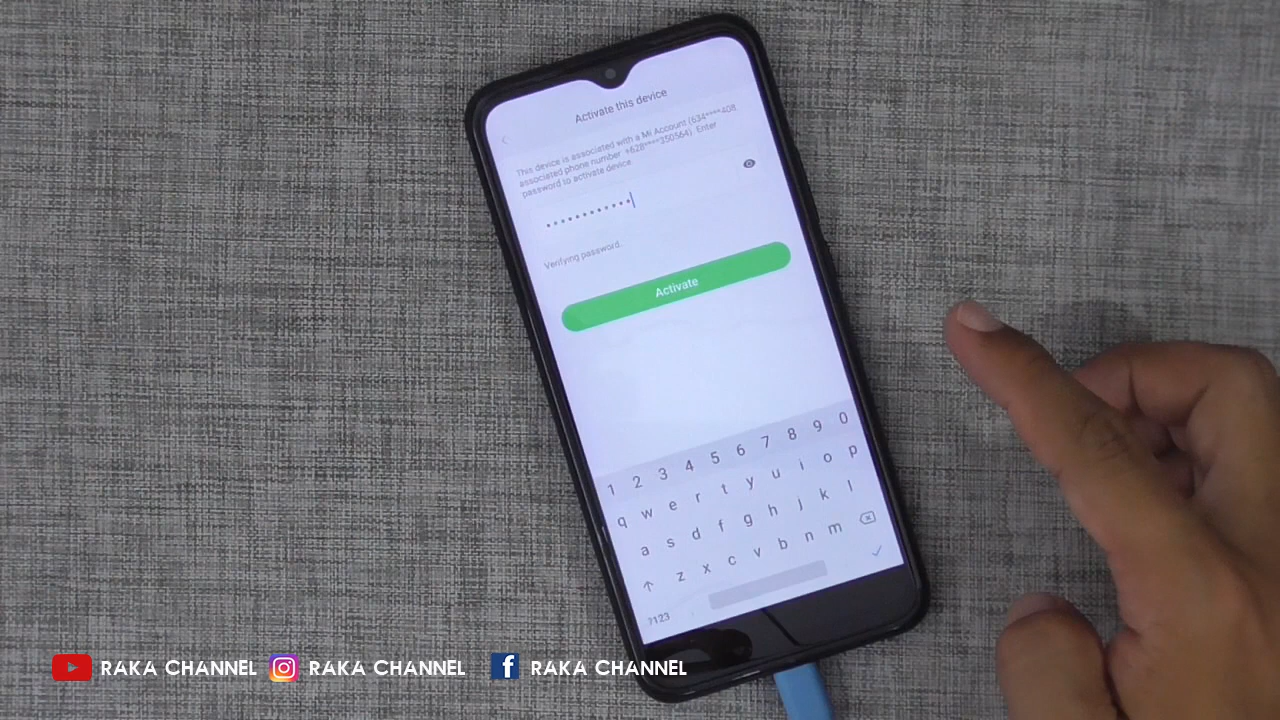 Activate this device
This device is associated with a Mi Account (634****408,
associated phone number +628****350564). Enter
password to activate device.
••••••••••••
Verifying password.
Activate
1 2 3 4 5 6 7 8 9 0
q w e r t y u i o p
a s d f g h j k l
z x c v b n m
?123
RAKA CHANNEL RAKA CHANNEL f RAKA CHANNEL